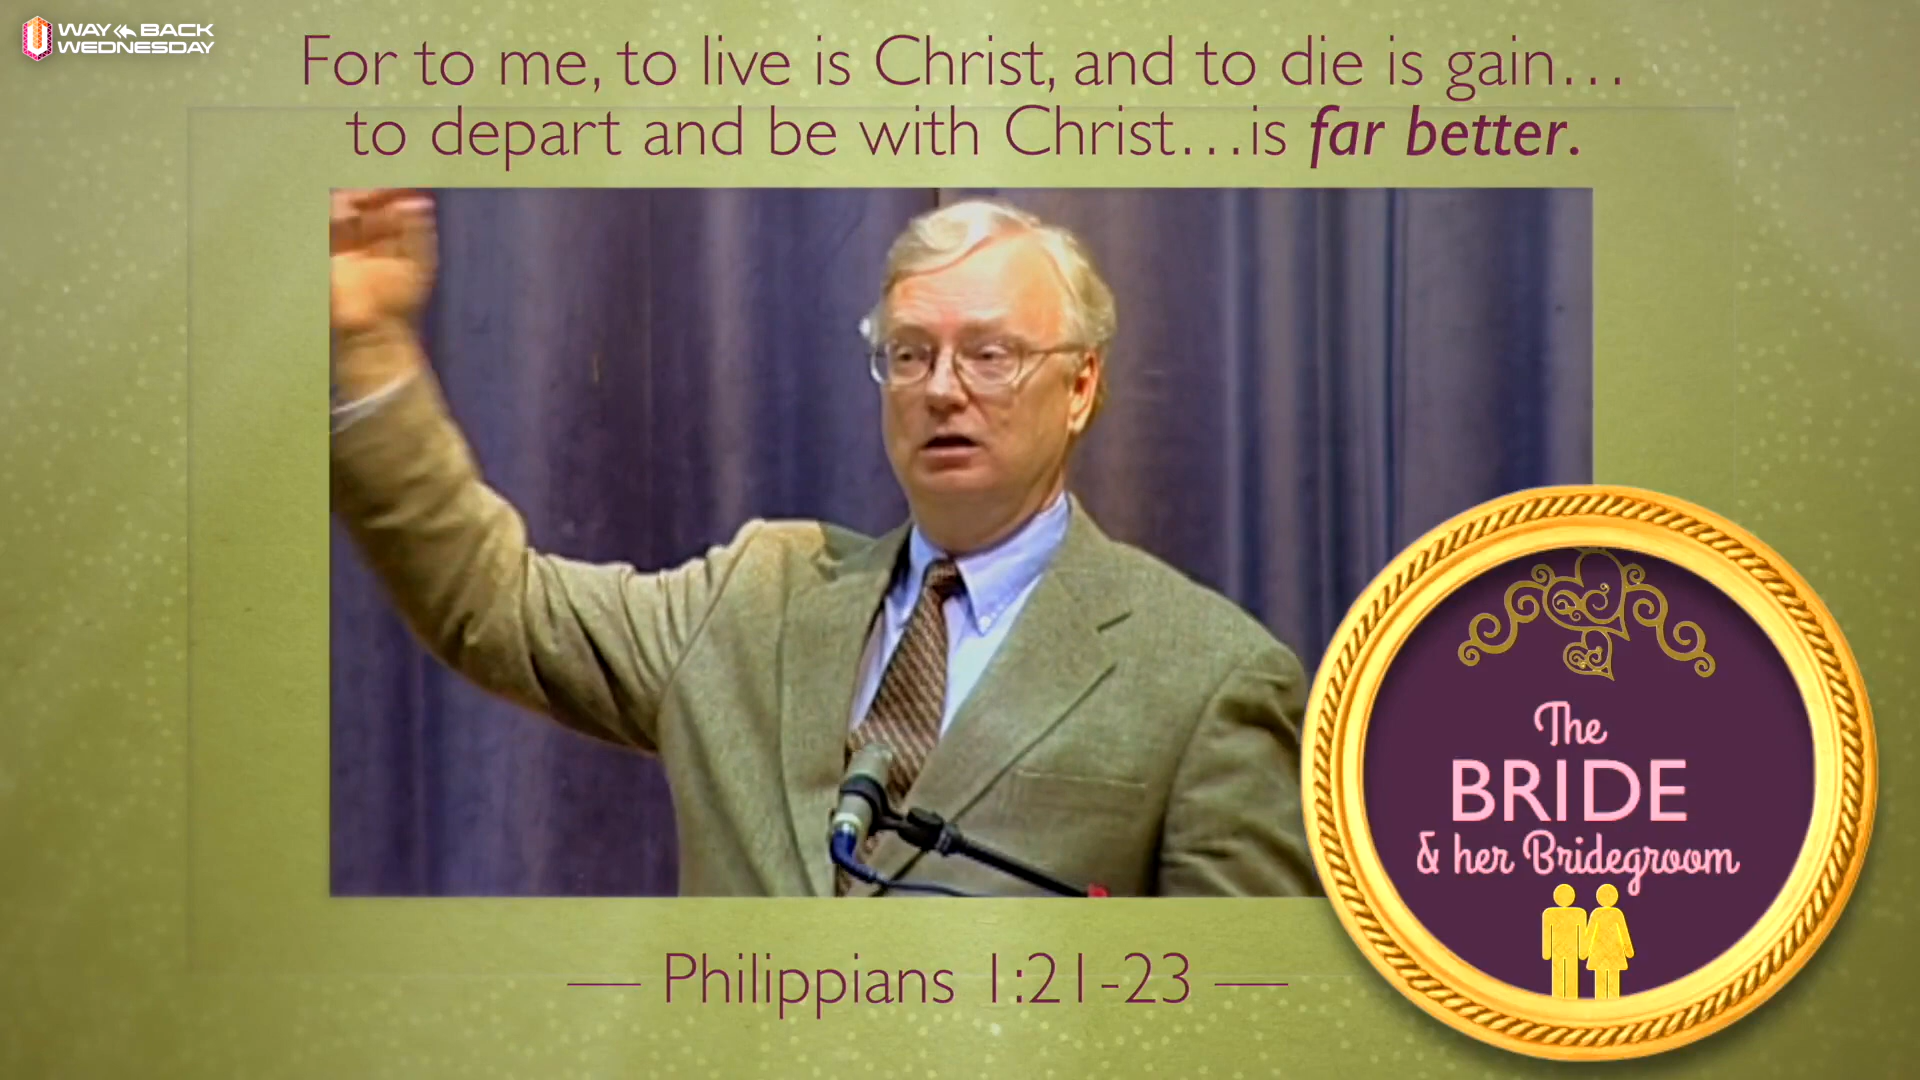 WAY BACK
WEDNESDAY
For to me, to live is Christ, and to die is gain…
to depart and be with Christ…is far better.
The
BRIDE
& her Bridegroom
— Philippians 1:21-23 —